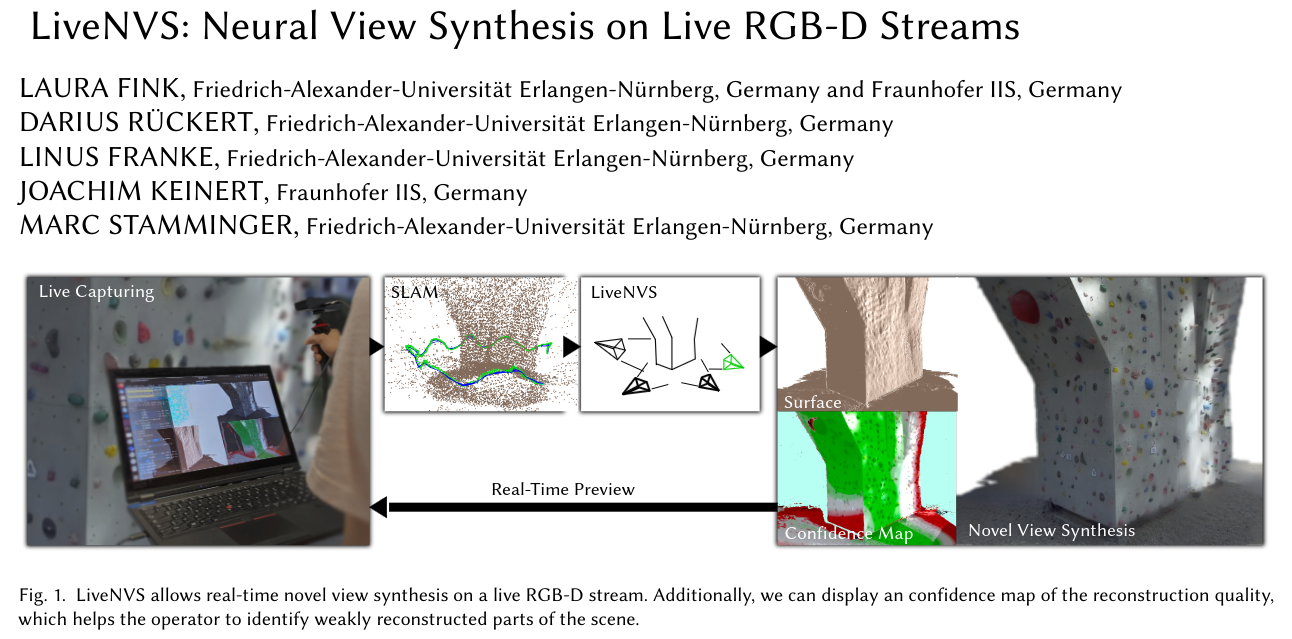 LiveNVS: Neural View Synthesis on Live RGB-D Streams
LAURA FINK, Friedrich-Alexander-Universität Erlangen-Nürnberg, Germany and Fraunhofer IIS, Germany
DARIUS RÜCKERT, Friedrich-Alexander-Universität Erlangen-Nürnberg, Germany
LINUS FRANKE, Friedrich-Alexander-Universität Erlangen-Nürnberg, Germany
JOACHIM KEINERT, Fraunhofer IIS, Germany
MARC STAMMINGER, Friedrich-Alexander-Universität Erlangen-Nürnberg, Germany
Live Capturing
SLAM
LiveNVS
Surface
Real-Time Preview
Confidence Map
Novel View Synthesis
Fig. 1. LiveNVS allows real-time novel view synthesis on a live RGB-D stream. Additionally, we can display an confidence map of the reconstruction quality,
which helps the operator to identify weakly reconstructed parts of the scene.